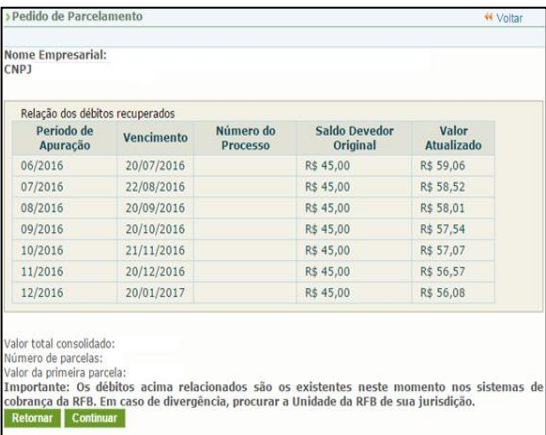 Pedido de Parcelamento
Voltar
Nome Empresarial:
CNPJ
Relação dos débitos recuperados
Período de Apuração Vencimento Número do Processo Saldo Devedor Original Valor Atualizado
06/2016 20/07/2016 R$ 45,00 R$ 59,06
07/2016 22/08/2016 R$ 45,00 R$ 58,52
08/2016 20/09/2016 R$ 45,00 R$ 58,01
09/2016 20/10/2016 R$ 45,00 R$ 57,54
10/2016 21/11/2016 R$ 45,00 R$ 57,07
11/2016 20/12/2016 R$ 45,00 R$ 56,57
12/2016 20/01/2017 R$ 45,00 R$ 56,08
Valor total consolidado:
Número de parcelas:
Valor da primeira parcela:
Importante: Os débitos acima relacionados são os existentes neste momento nos sistemas de
cobrança da RFB. Em caso de divergência, procurar a Unidade da RFB de sua jurisdição.
Retornar Continuar